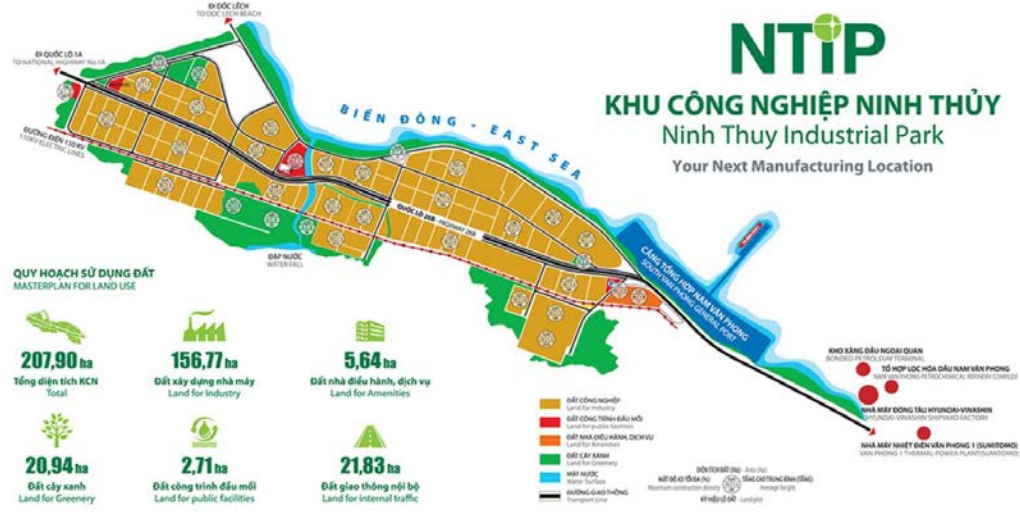 ĐI DỐC LẾCH
TO DOC LECH BEACH
ĐI QUỐC LỘ 1A
TO NATIONAL HIGHWAY No.1A
ĐƯỜNG ĐIỆN 110 KV
110KV ELECTRIC LINES
BIỂN ĐÔNG - EAST SEA
QUỐC LỘ 26B - HIGHWAY 26B
ĐẬP NƯỚC
WATER FALL
CẢNG TỔNG HỢP NAM VÂN PHONG
SOUTH VAN PHONG GENERAL PORT
NTIP
KHU CÔNG NGHIỆP NINH THỦY
Ninh Thuy Industrial Park
Your Next Manufacturing Location
QUY HOẠCH SỬ DỤNG ĐẤT
MASTERPLAN FOR LAND USE
207,90 ha
Tổng diện tích KCN
Total
156,77 ha
Đất xây dựng nhà máy
Land for Industry
5,64 ha
Đất nhà điều hành, dịch vụ
Land for Amenities
20,94 ha
Đất cây xanh
Land for Greenery
2,71 ha
Đất công trình đầu mối
Land for public facilities
21,83 ha
Đất giao thông nội bộ
Land for internal traffic
ĐẤT CÔNG NGHIỆP
Land for Industry
ĐẤT CÔNG TRÌNH ĐẦU MỐI
Land for public facilities
ĐẤT NHÀ ĐIỀU HÀNH, DỊCH VỤ
Land for Amenities
ĐẤT CÂY XANH
Land for Greenery
MẶT NƯỚC
Water Surface
ĐƯỜNG GIAO THÔNG
Transport Line
DIỆN TÍCH ĐẤT (Ha) - Area (Ha)
MẬT ĐỘ XD TỐI ĐA (%)
Maximum construction density
TẦNG CAO TRUNG BÌNH (TẦNG)
Average height
KÝ HIỆU LÔ ĐẤT - Land plot
KHO XĂNG DẦU NGOẠI QUAN
BONDED PETROLEUM TERMINAL
TỔ HỢP LỌC HÓA DẦU NAM VÂN PHONG
NAM VAN PHONG PETROCHEMICAL REFINERY COMPLEX
NHÀ MÁY ĐÓNG TÀU HYUNDAI-VINASHIN
HYUNDAI-VINASHIN SHIPYARD FACTORY
NHÀ MÁY NHIỆT ĐIỆN VÂN PHONG 1 (SUMITOMO)
VAN PHONG 1 THERMAL POWER PLANT(SUMITOMO)